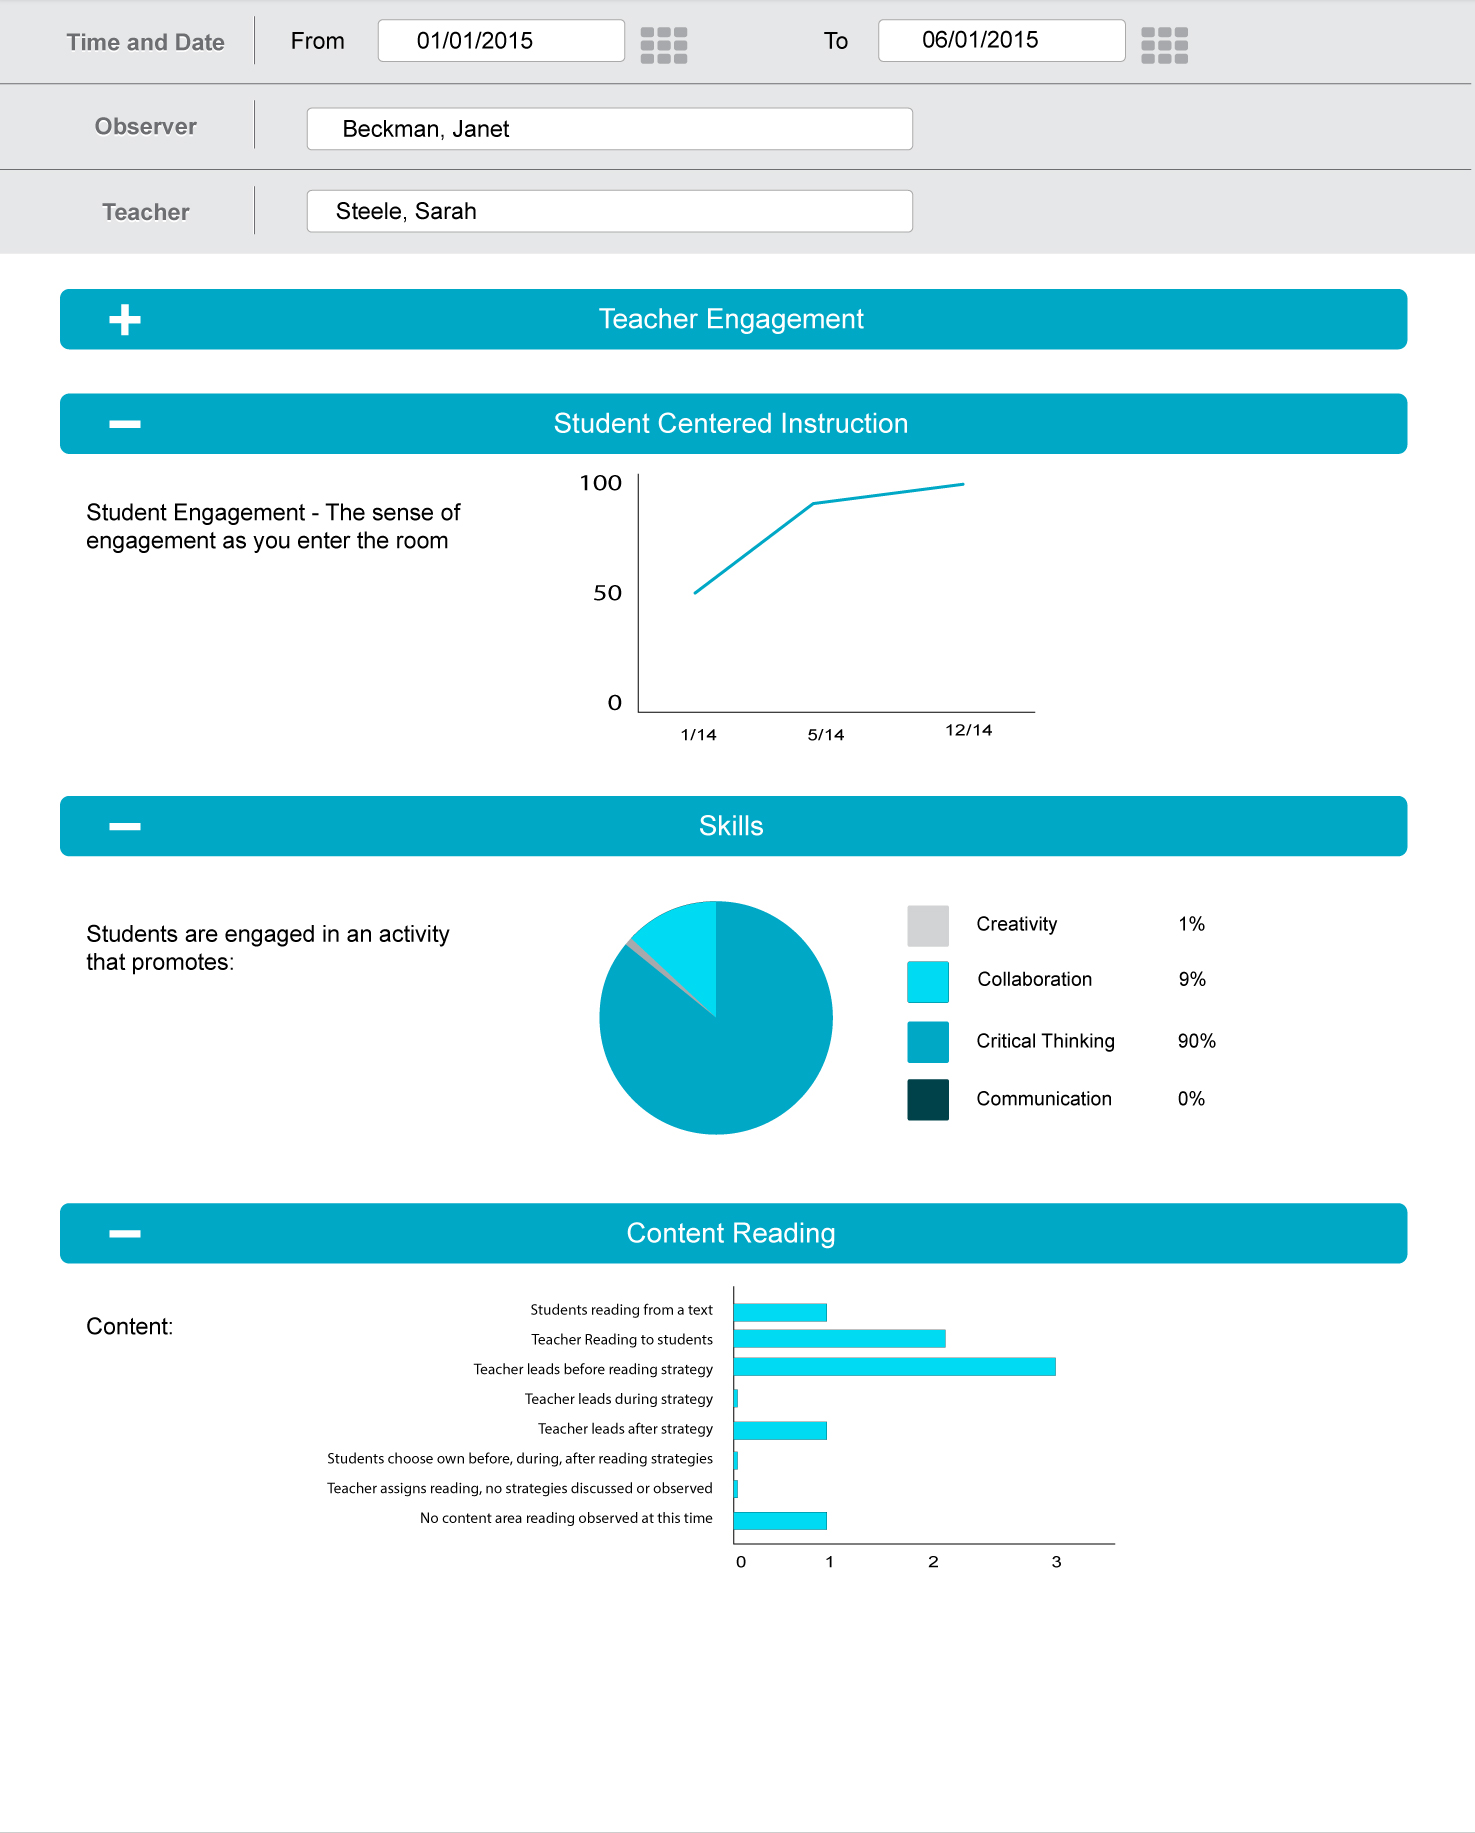 Time and Date
From
01/01/2015
To
06/01/2015
Observer
Beckman, Janet
Teacher
Steele, Sarah
Teacher Engagement
Student Centered Instruction
Student Engagement - The sense of
engagement as you enter the room
100
50
0
1/14
5/14
12/14
Skills
Students are engaged in an activity
that promotes:
Creativity 1%
Collaboration 9%
Critical Thinking 90%
Communication 0%
Content Reading
Content:
Students reading from a text
Teacher Reading to students
Teacher leads before reading strategy
Teacher leads during strategy
Teacher leads after strategy
Students choose own before, during, after reading strategies
Teacher assigns reading, no strategies discussed or observed
No content area reading observed at this time
0 1 2 3